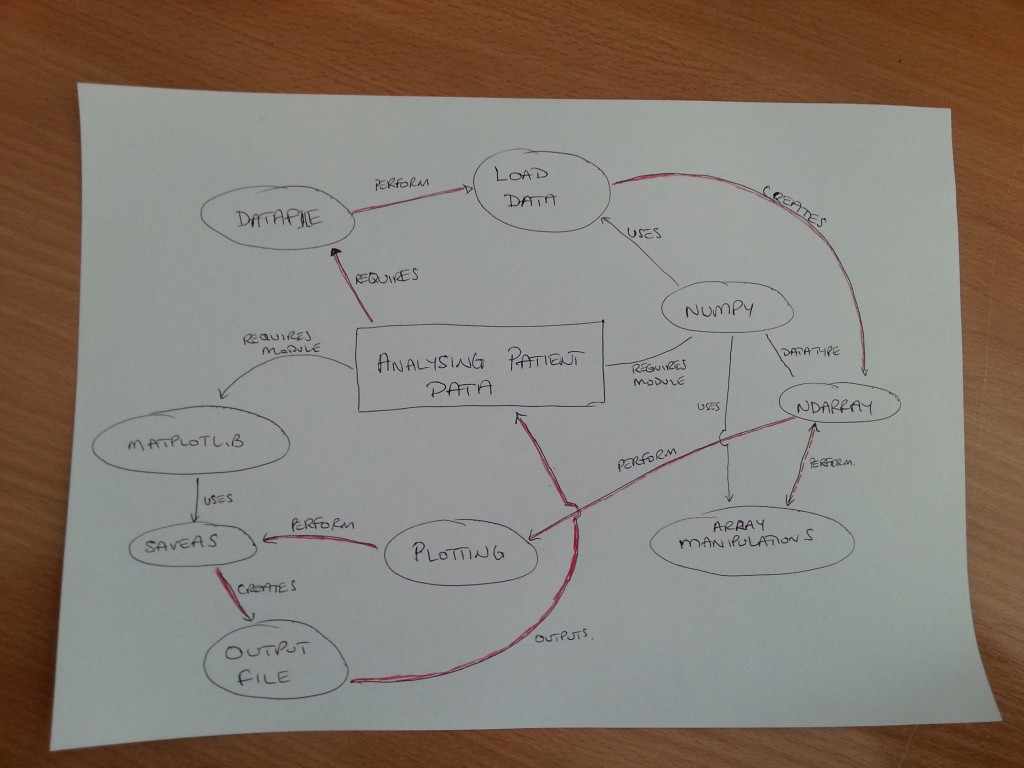 PERFORM
LOAD
DATA
CREATES
DATAFILE
USES
REQUIRES
NUMPY
REQUIRES
MODULE
ANALYSING PATIENT
DATA
REQUIRES
MODULE
DATATYPE
USES
NDARRAY
MATPLOTLIB
PERFORM
PERFORM.
USES
PERFORM
SAVEAS
PLOTTING
ARRAY
MANIPULATIONS
CREATES
OUTPUT
FILE
OUTPUTS.